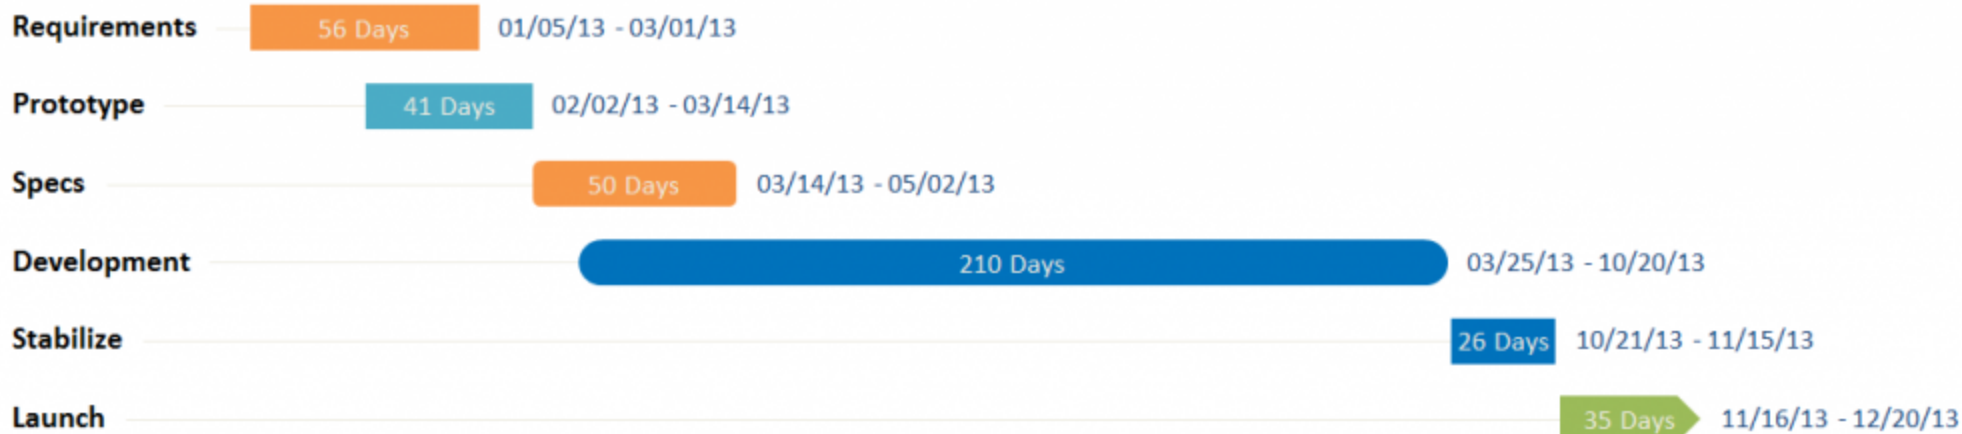 Requirements 56 Days 01/05/13 - 03/01/13
Prototype 41 Days 02/02/13 - 03/14/13
Specs 50 Days 03/14/13 - 05/02/13
Development 210 Days 03/25/13 - 10/20/13
Stabilize 26 Days 10/21/13 - 11/15/13
Launch 35 Days 11/16/13 - 12/20/13